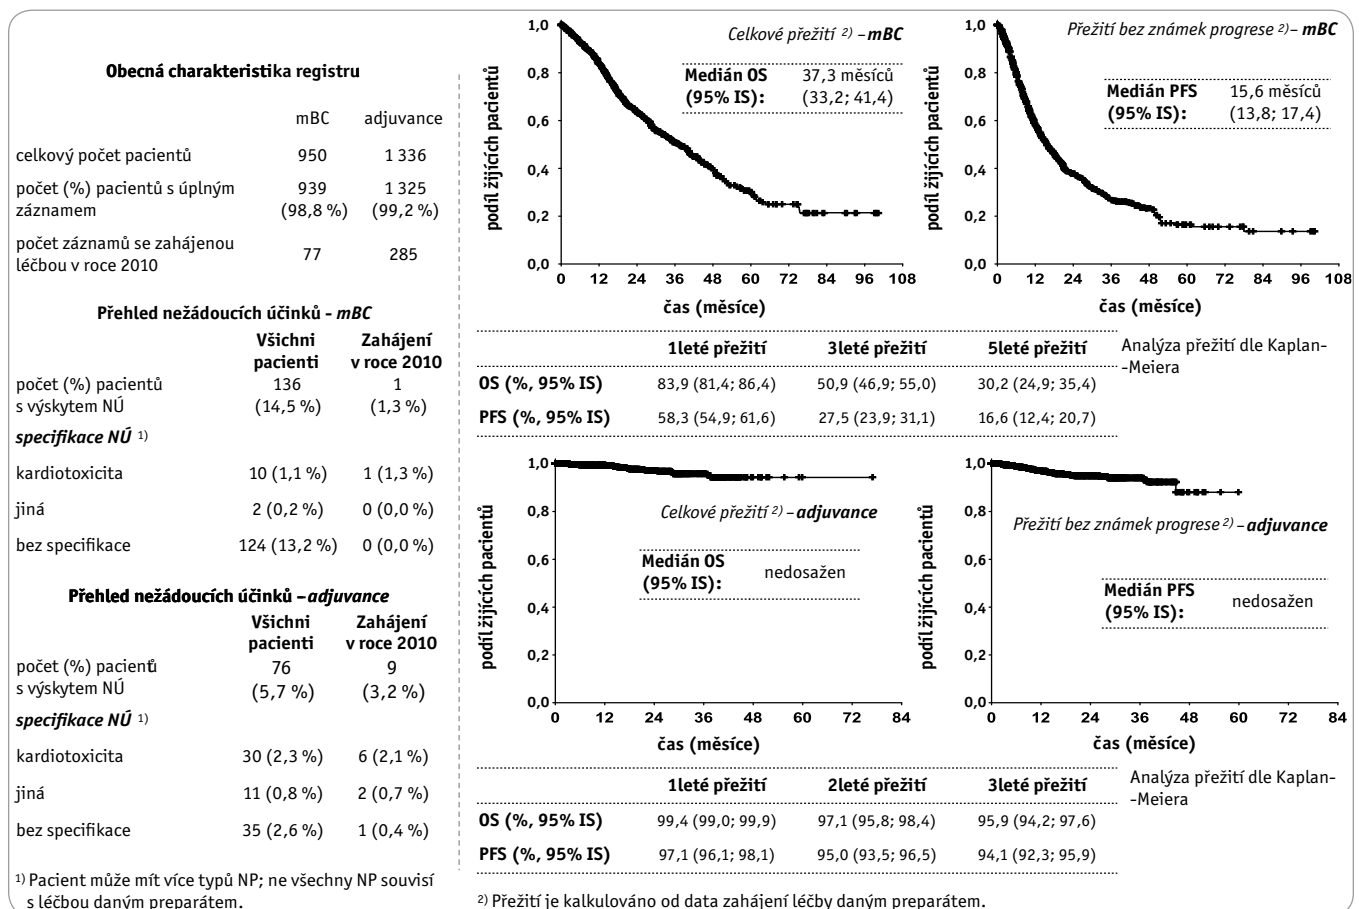 Obecná charakteristika registru
mBC adjuvance
celkový počet pacientů 950 1 336
počet (%) pacientů s úplným 939 1 325
záznamem (98,8 %) (99,2 %)
počet záznamů se zahájenou
léčbou v roce 2010 77 285
Přehled nežádoucích účinků - mBC
Všichni Zahájení
pacienti v roce 2010
počet (%) pacientů 136 1
s výskytem NÚ (14,5 %) (1,3 %)
specifikace NÚ 1)
kardiotoxicita 10 (1,1 %) 1 (1,3 %)
jiná 2 (0,2 %) 0 (0,0 %)
bez specifikace 124 (13,2 %) 0 (0,0 %)
Přehled nežádoucích účinků – adjuvance
Všichni Zahájení
pacienti v roce 2010
počet (%) pacientů 76 9
s výskytem NÚ (5,7 %) (3,2 %)
specifikace NÚ 1)
kardiotoxicita 30 (2,3 %) 6 (2,1 %)
jiná 11 (0,8 %) 2 (0,7 %)
bez specifikace 35 (2,6 %) 1 (0,4 %)
1) Pacient může mít více typů NP; ne všechny NP souvisí
s léčbou daným preparátem.
Celkové přežití 2) – mBC
Medián OS 37,3 měsíců
(95% IS): (33,2; 41,4)
podíl žijících pacientů
1,0
0,8
0,6
0,4
0,2
0,0
0 12 24 36 48 60 72 84 96 108
čas (měsíce)
Přežití bez známek progrese 2) – mBC
Medián PFS 15,6 měsíců
(95% IS): (13,8; 17,4)
podíl žijících pacientů
1,0
0,8
0,6
0,4
0,2
0,0
0 12 24 36 48 60 72 84 96 108
čas (měsíce)
1leté přežití 3leté přežití 5leté přežití
OS (%, 95% IS) 83,9 (81,4; 86,4) 50,9 (46,9; 55,0) 30,2 (24,9; 35,4)
PFS (%, 95% IS) 58,3 (54,9; 61,6) 27,5 (23,9; 31,1) 16,6 (12,4; 20,7)
Analýza přežití dle Kaplan-
-Meiera
Celkové přežití 2) – adjuvance
Medián OS
(95% IS): nedosažen
podíl žijících pacientů
1,0
0,8
0,6
0,4
0,2
0,0
0 12 24 36 48 60 72 84
čas (měsíce)
Přežití bez známek progrese 2) – adjuvance
Medián PFS
(95% IS): nedosažen
podíl žijících pacientů
1,0
0,8
0,6
0,4
0,2
0,0
0 12 24 36 48 60 72 84
čas (měsíce)
1leté přežití 2leté přežití 3leté přežití
OS (%, 95% IS) 99,4 (99,0; 99,9) 97,1 (95,8; 98,4) 95,9 (94,2; 97,6)
PFS (%, 95% IS) 97,1 (96,1; 98,1) 95,0 (93,5; 96,5) 94,1 (92,3; 95,9)
Analýza přežití dle Kaplan-
-Meiera
2) Přežití je kalkulováno od data zahájení léčby daným preparátem.